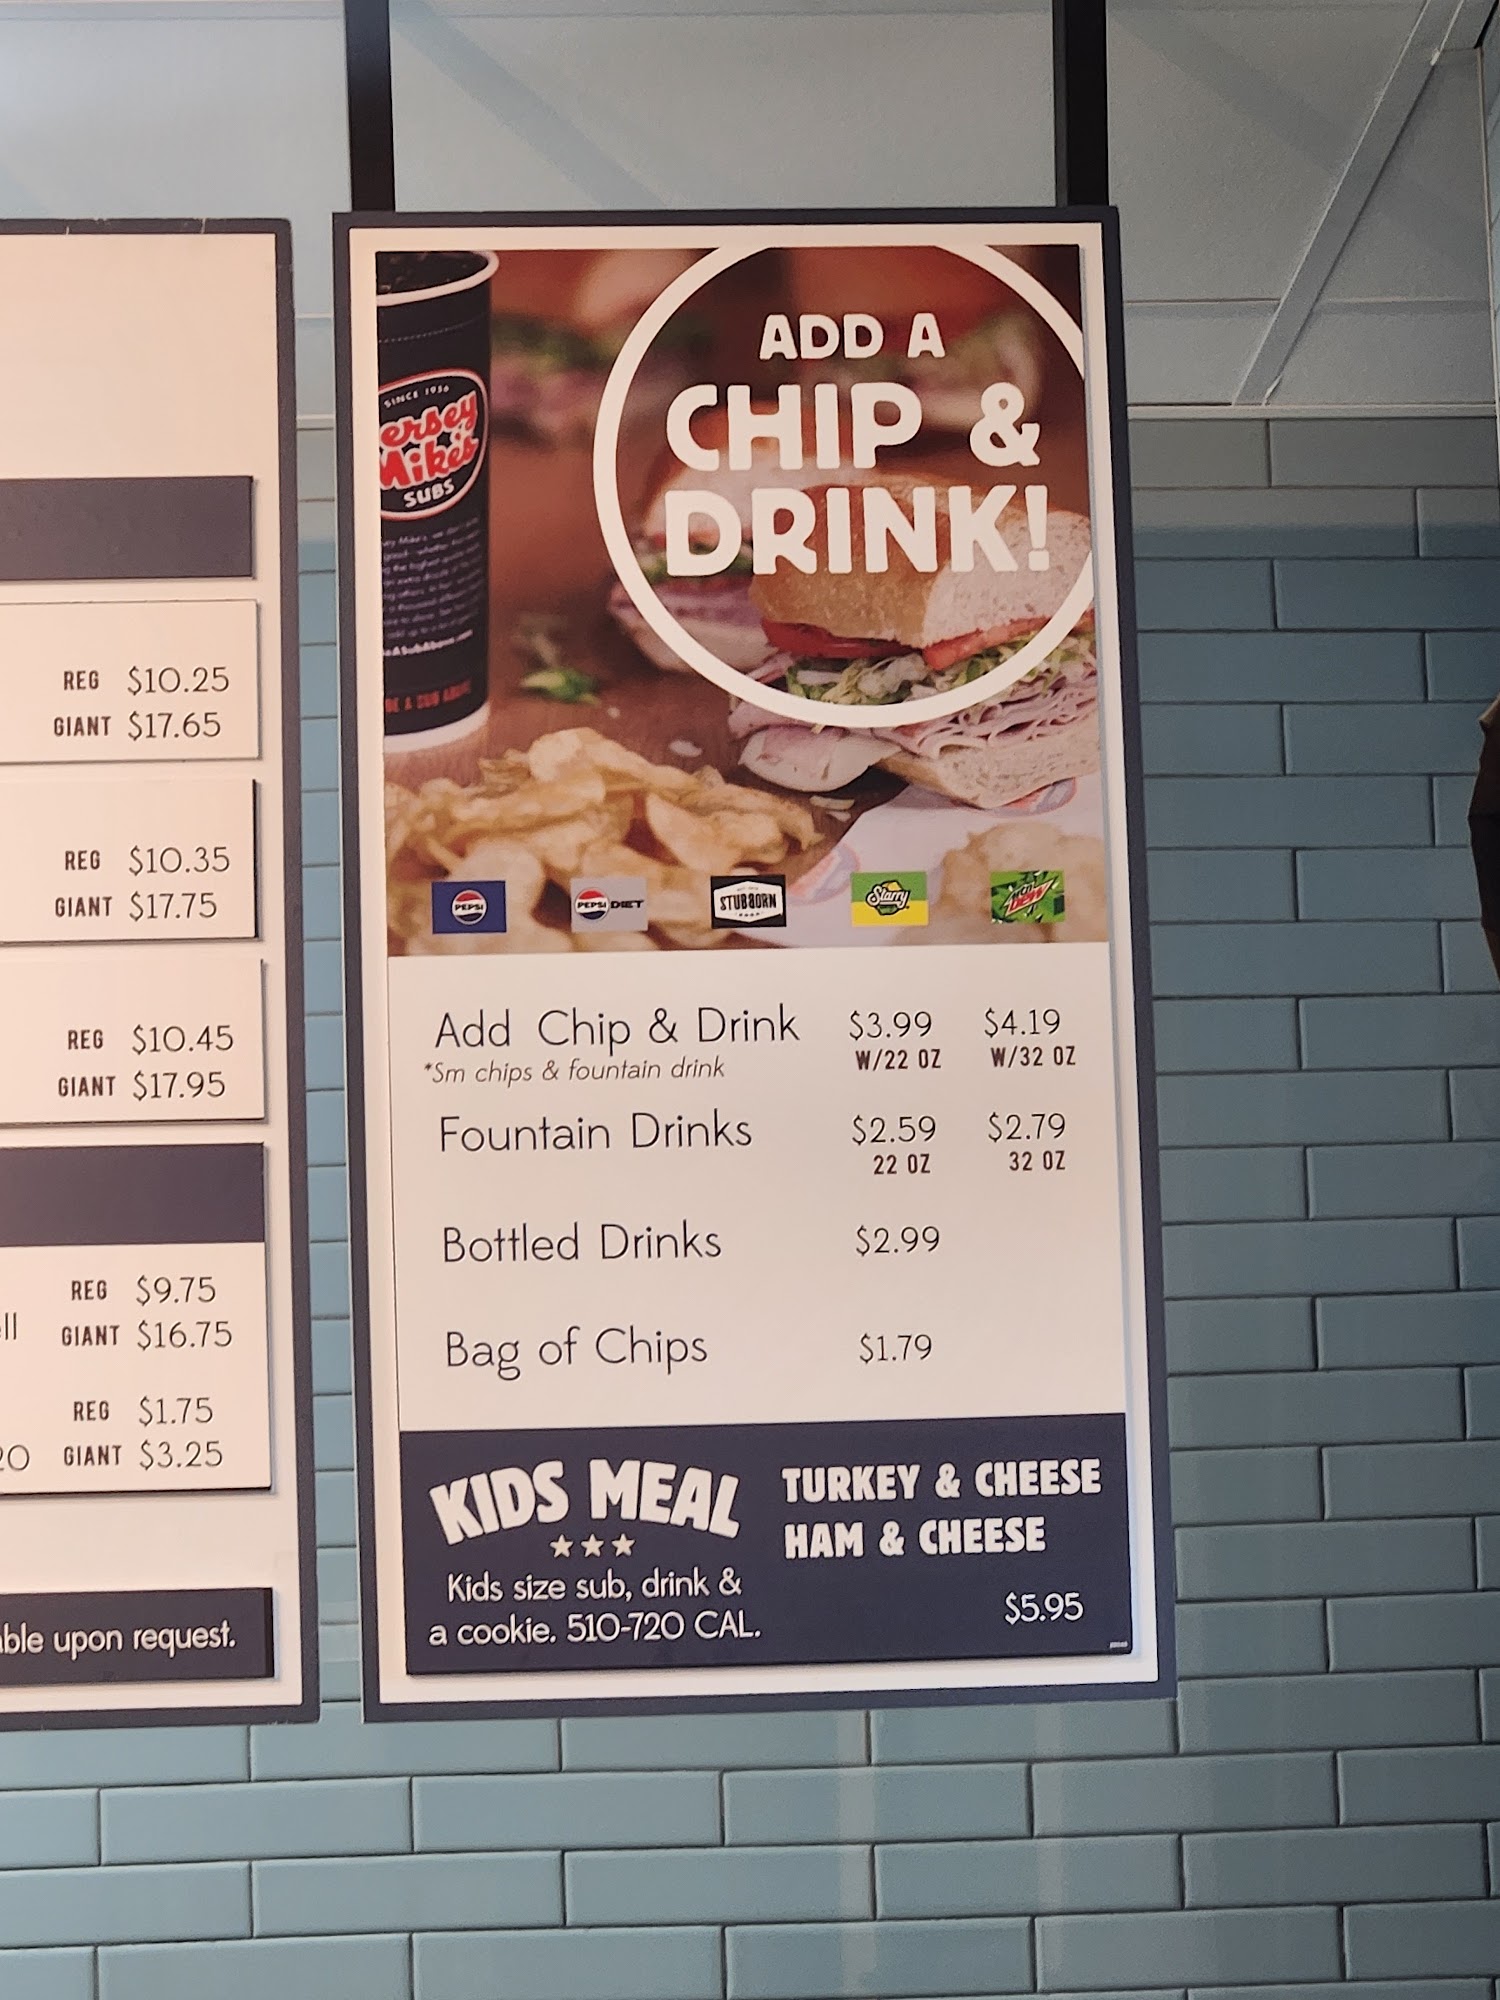 REG $10.25
GIANT $17.65
REG $10.35
GIANT $17.75
REG $10.45
GIANT $17.95
REG $9.75
GIANT $16.75
REG $1.75
GIANT $3.25
upon request.
SINCE 1956
ersey
Mike's
SUBS
BE A SUB ABOVE
ADD A
CHIP &
DRINK!
PEPSI
PEPSI DIET
STUBBORN
Starry
MTN DEW
Add Chip & Drink $3.99 $4.19
*Sm chips & fountain drink W/22 OZ W/32 OZ
Fountain Drinks $2.59 $2.79
22 OZ 32 OZ
Bottled Drinks $2.99
Bag of Chips $1.79
KIDS MEAL
Kids size sub, drink &
a cookie. 510-720 CAL.
TURKEY & CHEESE
HAM & CHEESE
$5.95